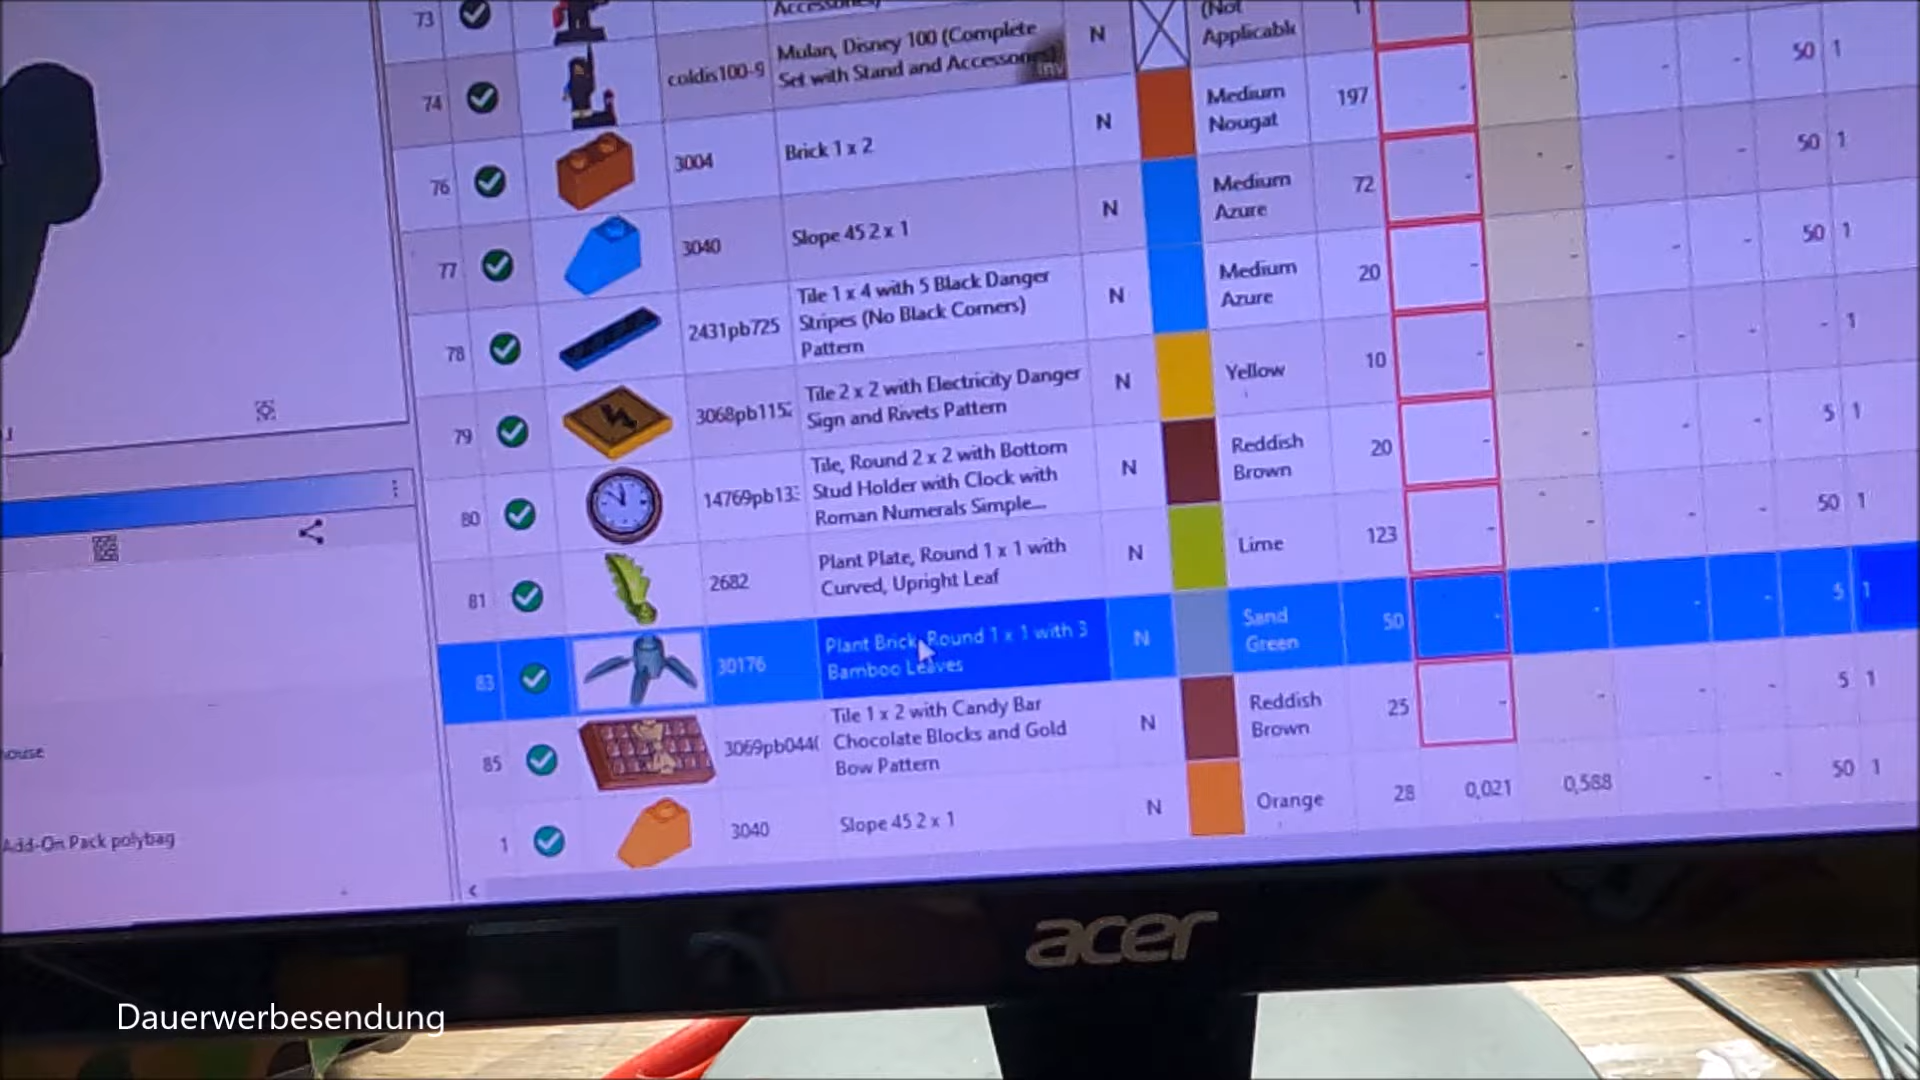 73
Accessories)
(Not
Applicable
1
74
coldis100-9
Mulan, Disney 100 (Complete
Set with Stand and Accessories)
Inv
N
Medium
Nougat
197
-
-
-
-
50
1
76
3004
Brick 1 x 2
N
Medium
Azure
72
-
-
-
-
50
1
77
3040
Slope 45 2 x 1
N
Medium
Azure
20
-
-
-
-
50
1
78
2431pb725
Tile 1 x 4 with 5 Black Danger
Stripes (No Black Corners)
Pattern
N
Yellow
10
-
-
-
-
-
1
79
3068pb1152
Tile 2 x 2 with Electricity Danger
Sign and Rivets Pattern
N
Reddish
Brown
20
-
-
-
-
5
1
80
14769pb13
Tile, Round 2 x 2 with Bottom
Stud Holder with Clock with
Roman Numerals Simple...
N
Lime
123
-
-
-
-
50
1
81
2682
Plant Plate, Round 1 x 1 with
Curved, Upright Leaf
N
Sand
Green
50
-
-
-
-
5
1
83
30176
Plant Brick, Round 1 x 1 with 3
Bamboo Leaves
N
Reddish
Brown
25
-
-
-
-
5
1
85
3069pb044
Tile 1 x 2 with Candy Bar
Chocolate Blocks and Gold
Bow Pattern
N
Orange
28
0,021
0,588
-
-
50
1
1
3040
Slope 45 2 x 1
N
ouse
Add-On Pack polybag
acer
Dauerwerbesendung